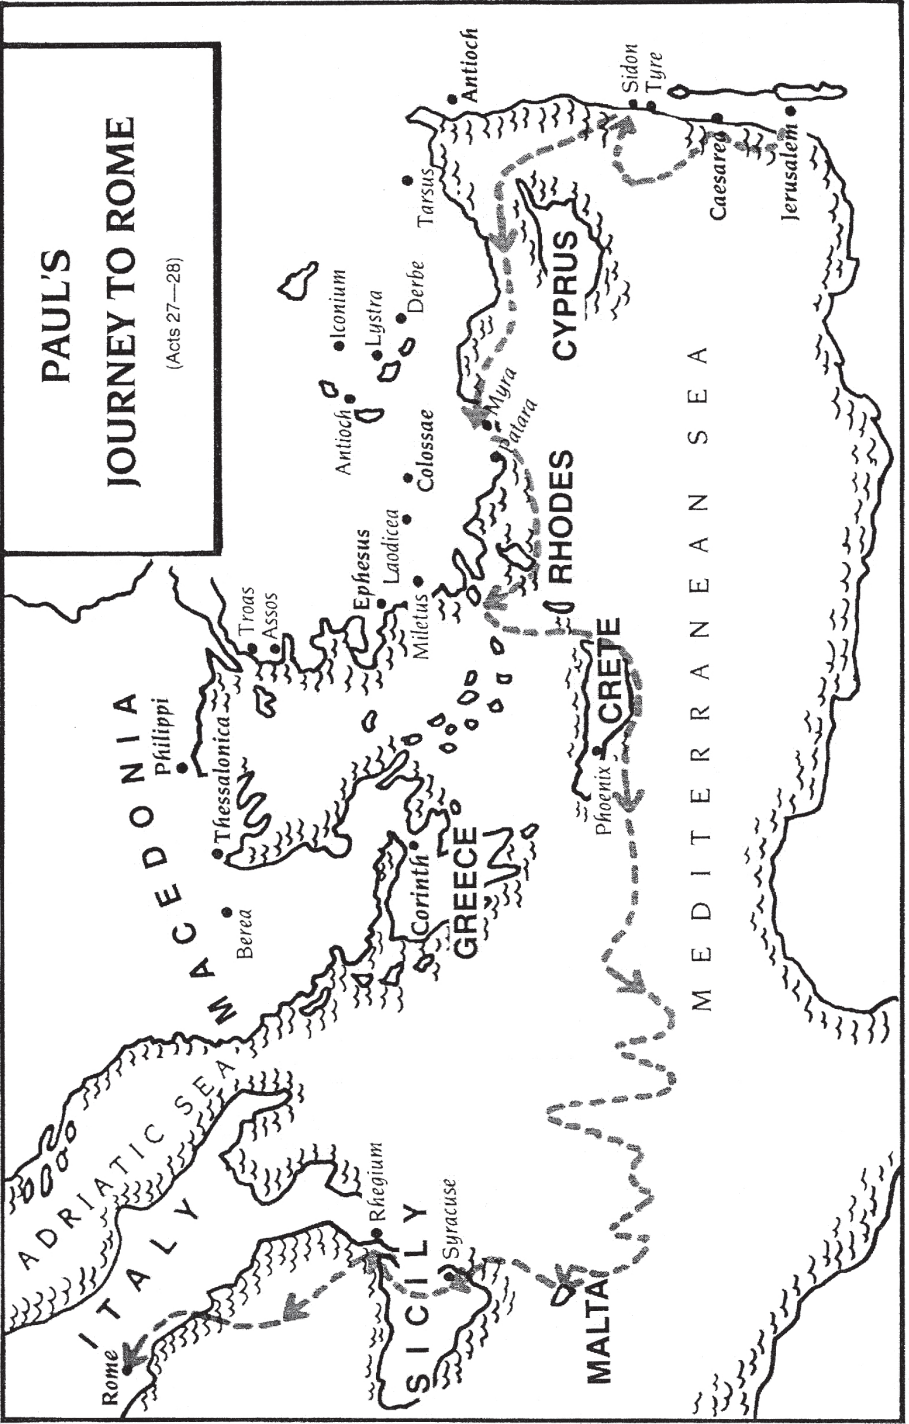 PAUL'S
JOURNEY TO ROME
(Acts 27—28)
MACEDONIA
Philippi
Thessalonica
Berea
Troas
Assos
Ephesus
Laodicea
Miletus
Colossae
Antioch
Iconium
Lystra
Derbe
Tarsus
Antioch
Sidon
Tyre
Caesarea
Jerusalem
CYPRUS
Myra
Patara
RHODES
CRETE
Phoenix
GREECE
Corinth
ADRIATIC SEA
ITALY
Rome
Rhegium
SICILY
Syracuse
MALTA
MEDITERRANEAN SEA